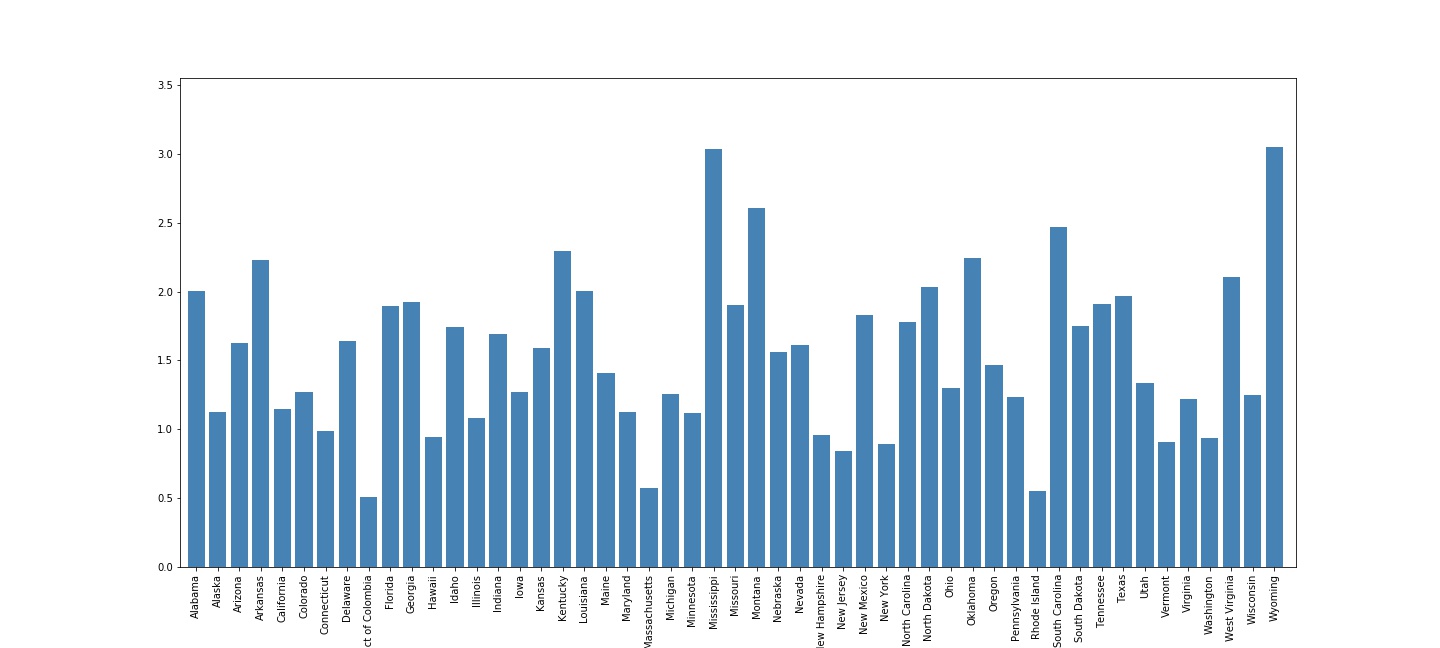 3.5
3.0
2.5
2.0
1.5
1.0
0.5
0.0
Alabama
Alaska
Arizona
Arkansas
California
Colorado
Connecticut
Delaware
ct of Colombia
Florida
Georgia
Hawaii
Idaho
Illinois
Indiana
Iowa
Kansas
Kentucky
Louisiana
Maine
Maryland
Massachusetts
Michigan
Minnesota
Mississippi
Missouri
Montana
Nebraska
Nevada
ew Hampshire
New Jersey
New Mexico
New York
North Carolina
North Dakota
Ohio
Oklahoma
Oregon
Pennsylvania
Rhode Island
South Carolina
South Dakota
Tennessee
Texas
Utah
Vermont
Virginia
Washington
West Virginia
Wisconsin
Wyoming